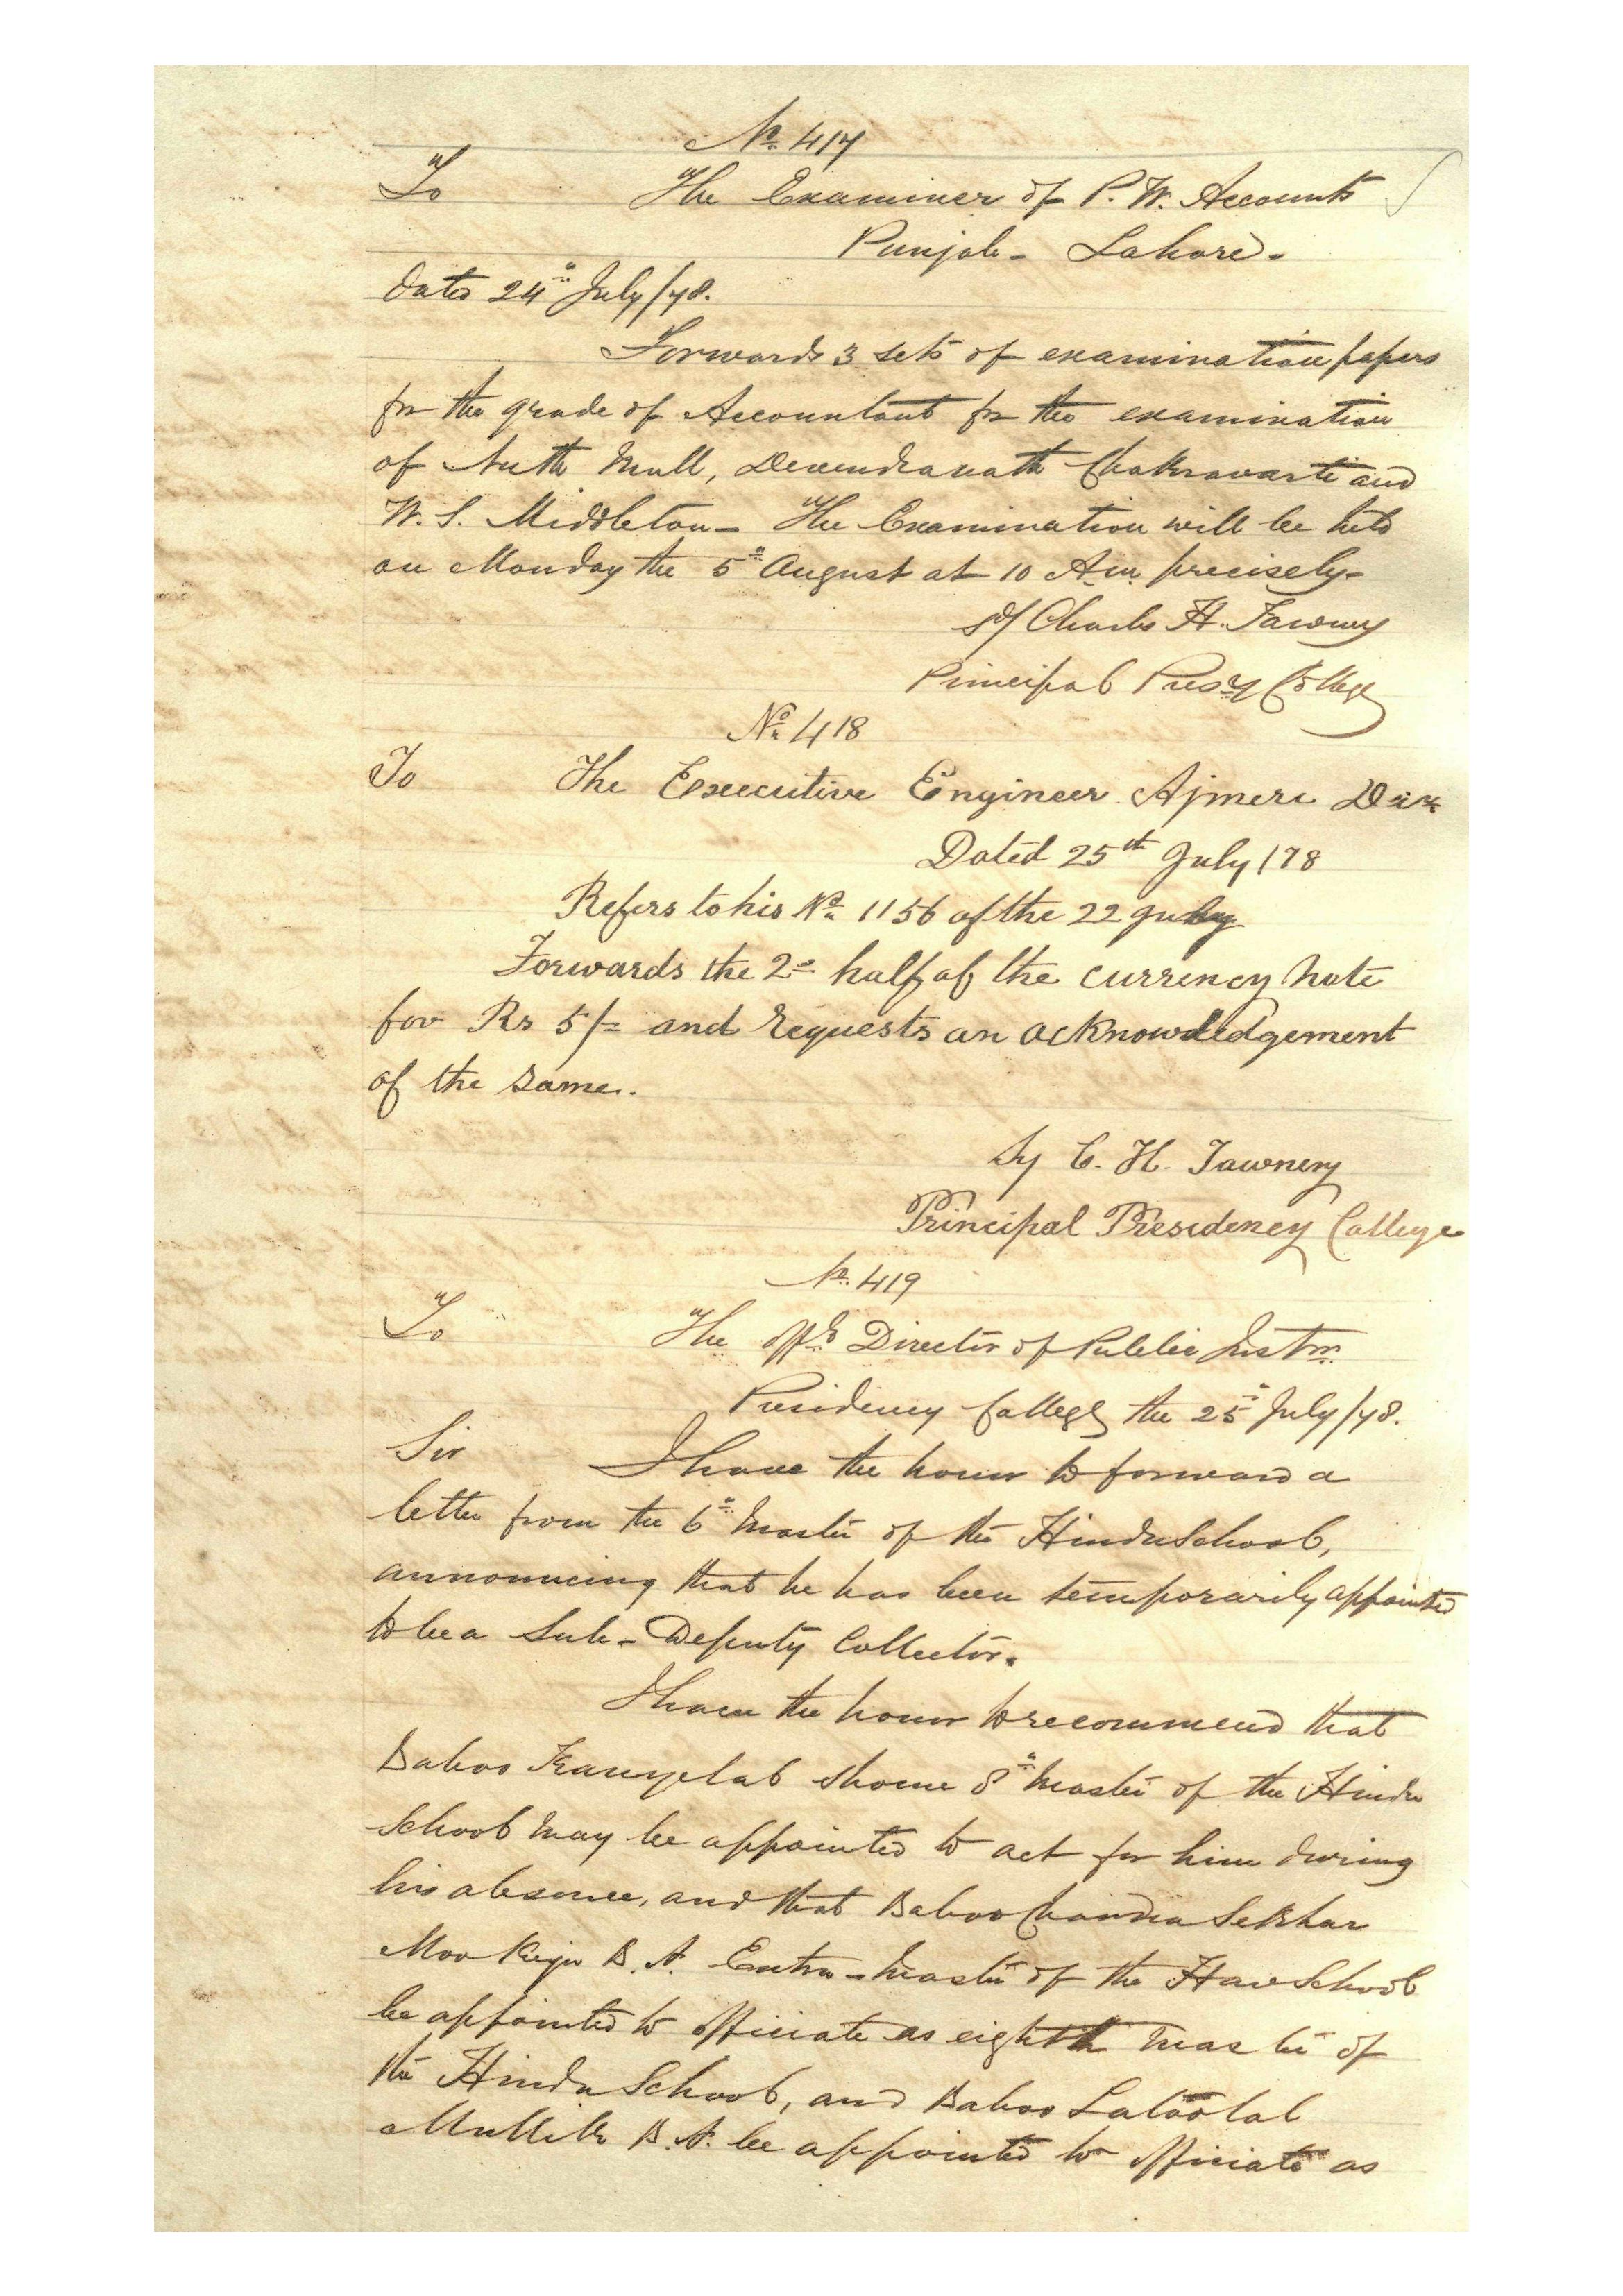 No. 417
To The Examiner of P. W. Accounts
Punjab - Lahore -
dated 24th July /78.
Forwards 3 sets of examination papers
for the grade of Accountant for the examination
of Nuth Mull, Devendranath Chakravarti and
W. S. Middleton - The Examination will be held
on Monday the 5th August at 10 A.m. precisely -
Sd/ Charles H. Tawney
Principal Presy College
No. 418
To The Executive Engineer Ajmere Divn
Dated 25th July /78
Refers to his No. 1156 of the 22 July
Forwards the 2nd half of the currency note
for Rs 5/- and requests an acknowledgement
of the same.
Sy C. H. Tawney
Principal Presidency College
No. 419
To The Offg Director of Public Instrn.
Presidency College the 25th July /78.
Sir I have the honor to forward a
letter from the 6th Master of the Hindu School,
announcing that he has been temporarily appointed
to be a Sub-Deputy Collector.
I have the honor to recommend that
Baboo Kanyelal Shome 8th Master of the Hindu
School may be appointed to act for him during
his absence, and that Baboo Chandra Sekhar
Mookerjee B. A. Extra-Master of the Hare School
be appointed to officiate as eighth Master of
the Hindu School, and Baboo
Mullik B. A. be appointed to officiate as